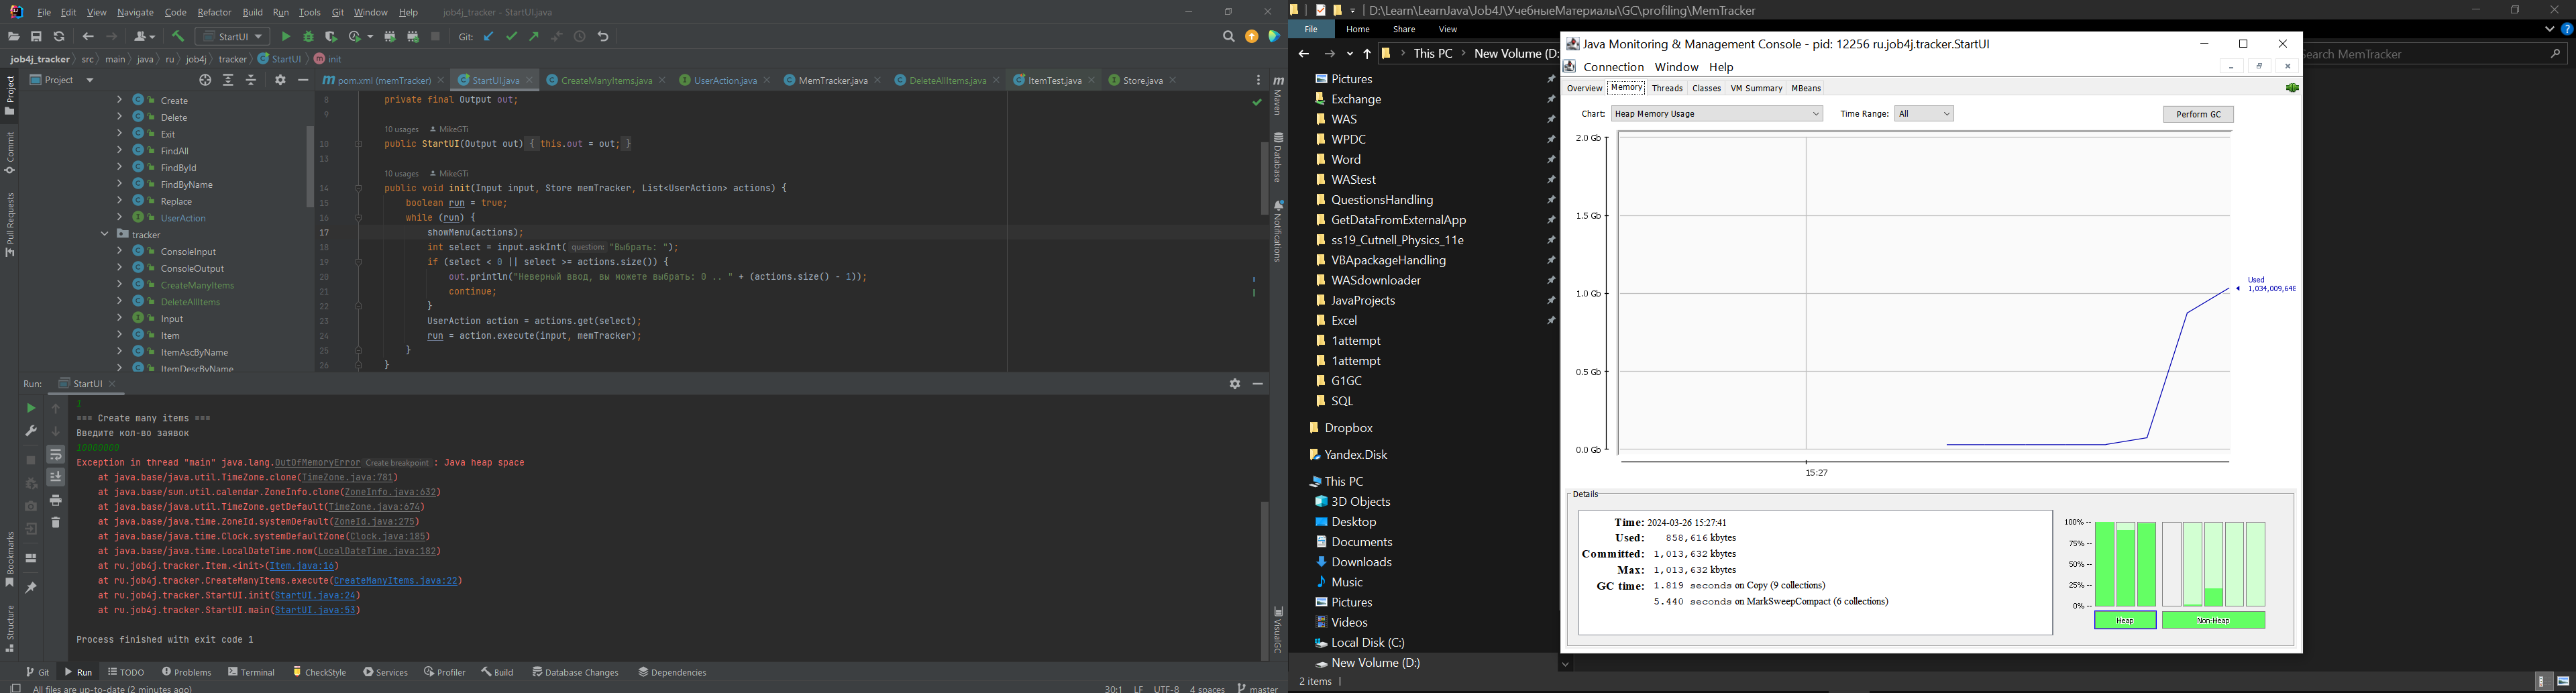 File Edit View Navigate Code Refactor Build Run Tools Git Window Help job4j_tracker - StartUI.java
StartUI Git:
job4j_tracker src main java ru job4j tracker StartUI init
Project pom.xml (memTracker) StartUI.java CreateManyItems.java UserAction.java MemTracker.java DeleteAllItems.java ItemTest.java Store.java
Project
Commit
Pull Requests
Create
Delete
Exit
FindAll
FindById
FindByName
Replace
UserAction
tracker
ConsoleInput
ConsoleOutput
CreateManyItems
DeleteAllItems
Input
Item
ItemAscByName
ItemDescByName
8 private final Output out;
9
10 usages MikeGTi
10 public StartUI(Output out) { this.out = out; }
13
10 usages MikeGTi
14 public void init(Input input, Store memTracker, List<UserAction> actions) {
15 boolean run = true;
16 while (run) {
17 showMenu(actions);
18 int select = input.askInt( question: "Выбрать: ");
19 if (select < 0 || select >= actions.size()) {
20 out.println("Неверный ввод, вы можете выбрать: 0 .. " + (actions.size() - 1));
21 continue;
22 }
23 UserAction action = actions.get(select);
24 run = action.execute(input, memTracker);
25 }
26 }
Maven
Database
Notifications
VisualGC
Run: StartUI
1
=== Create many items ===
Введите кол-во заявок
10000000
Exception in thread "main" java.lang.OutOfMemoryError Create breakpoint : Java heap space
at java.base/java.util.TimeZone.clone(TimeZone.java:781)
at java.base/sun.util.calendar.ZoneInfo.clone(ZoneInfo.java:632)
at java.base/java.util.TimeZone.getDefault(TimeZone.java:674)
at java.base/java.time.ZoneId.systemDefault(ZoneId.java:275)
at java.base/java.time.Clock.systemDefaultZone(Clock.java:185)
at java.base/java.time.LocalDateTime.now(LocalDateTime.java:182)
at ru.job4j.tracker.Item.<init>(Item.java:16)
at ru.job4j.tracker.CreateManyItems.execute(CreateManyItems.java:22)
at ru.job4j.tracker.StartUI.init(StartUI.java:24)
at ru.job4j.tracker.StartUI.main(StartUI.java:53)
Process finished with exit code 1
Bookmarks
Structure
Git Run TODO Problems Terminal CheckStyle Services Profiler Build Database Changes Dependencies
All files are up-to-date (2 minutes ago) 30:1 LF UTF-8 4 spaces master
D:\Learn\LearnJava\Job4J\УчебныеМатериалы\GC\profiling\MemTracker
File Home Share View
This PC New Volume (D:
Search MemTracker
Pictures
Exchange
WAS
WPDC
Word
WAStest
QuestionsHandling
GetDataFromExternalApp
ss19_Cutnell_Physics_11e
VBApackageHandling
WASdownloader
JavaProjects
Excel
1attempt
1attempt
G1GC
SQL
Dropbox
Yandex.Disk
This PC
3D Objects
Desktop
Documents
Downloads
Music
Pictures
Videos
Local Disk (C:)
New Volume (D:)
2 items
Java Monitoring & Management Console - pid: 12256 ru.job4j.tracker.StartUI
Connection Window Help
Overview Memory Threads Classes VM Summary MBeans
Chart: Heap Memory Usage Time Range: All Perform GC
2.0 Gb
1.5 Gb
1.0 Gb
0.5 Gb
0.0 Gb
Used
1,034,009,648
15:27
Details
Time: 2024-03-26 15:27:41
Used: 858,616 kbytes
Committed: 1,013,632 kbytes
Max: 1,013,632 kbytes
GC time: 1.819 seconds on Copy (9 collections)
5.440 seconds on MarkSweepCompact (6 collections)
100% --
75% --
50% --
25% --
0% --
Heap Non-Heap